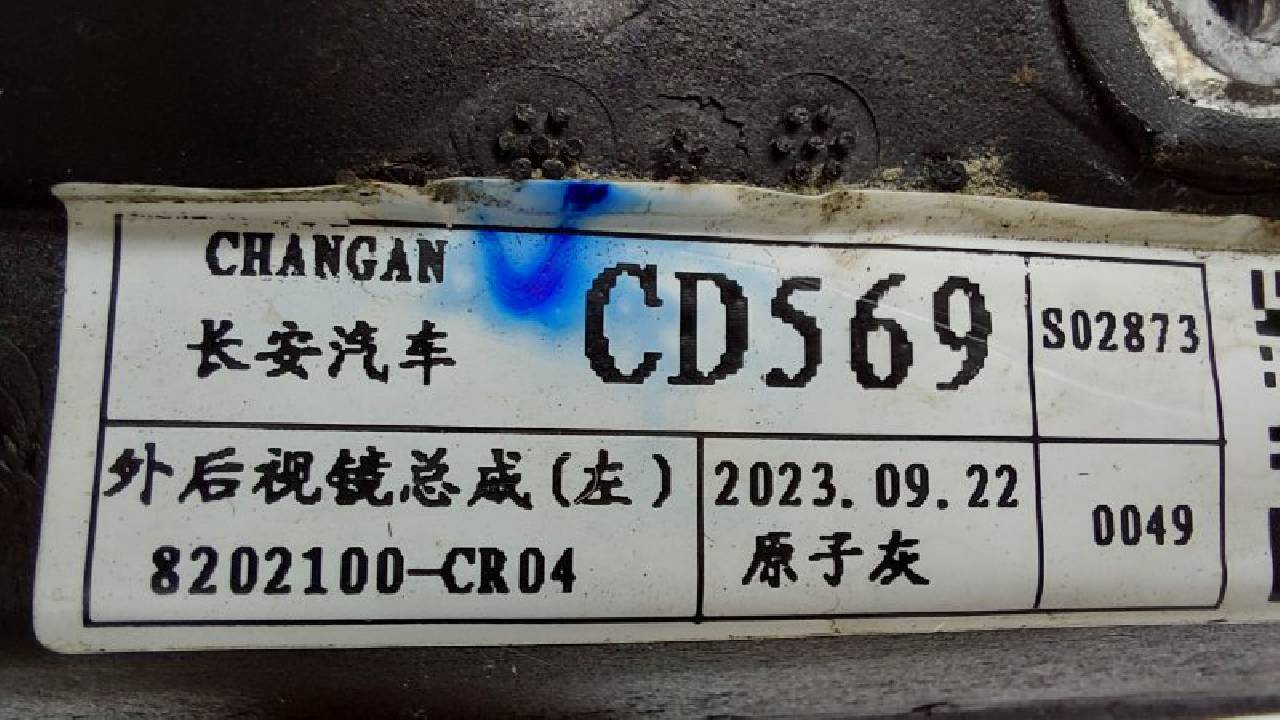 CHANGAN
长安汽车
CD569
S02873
外后视镜总成(左)
8202100-CR04
2023.09.22
原子灰
0049